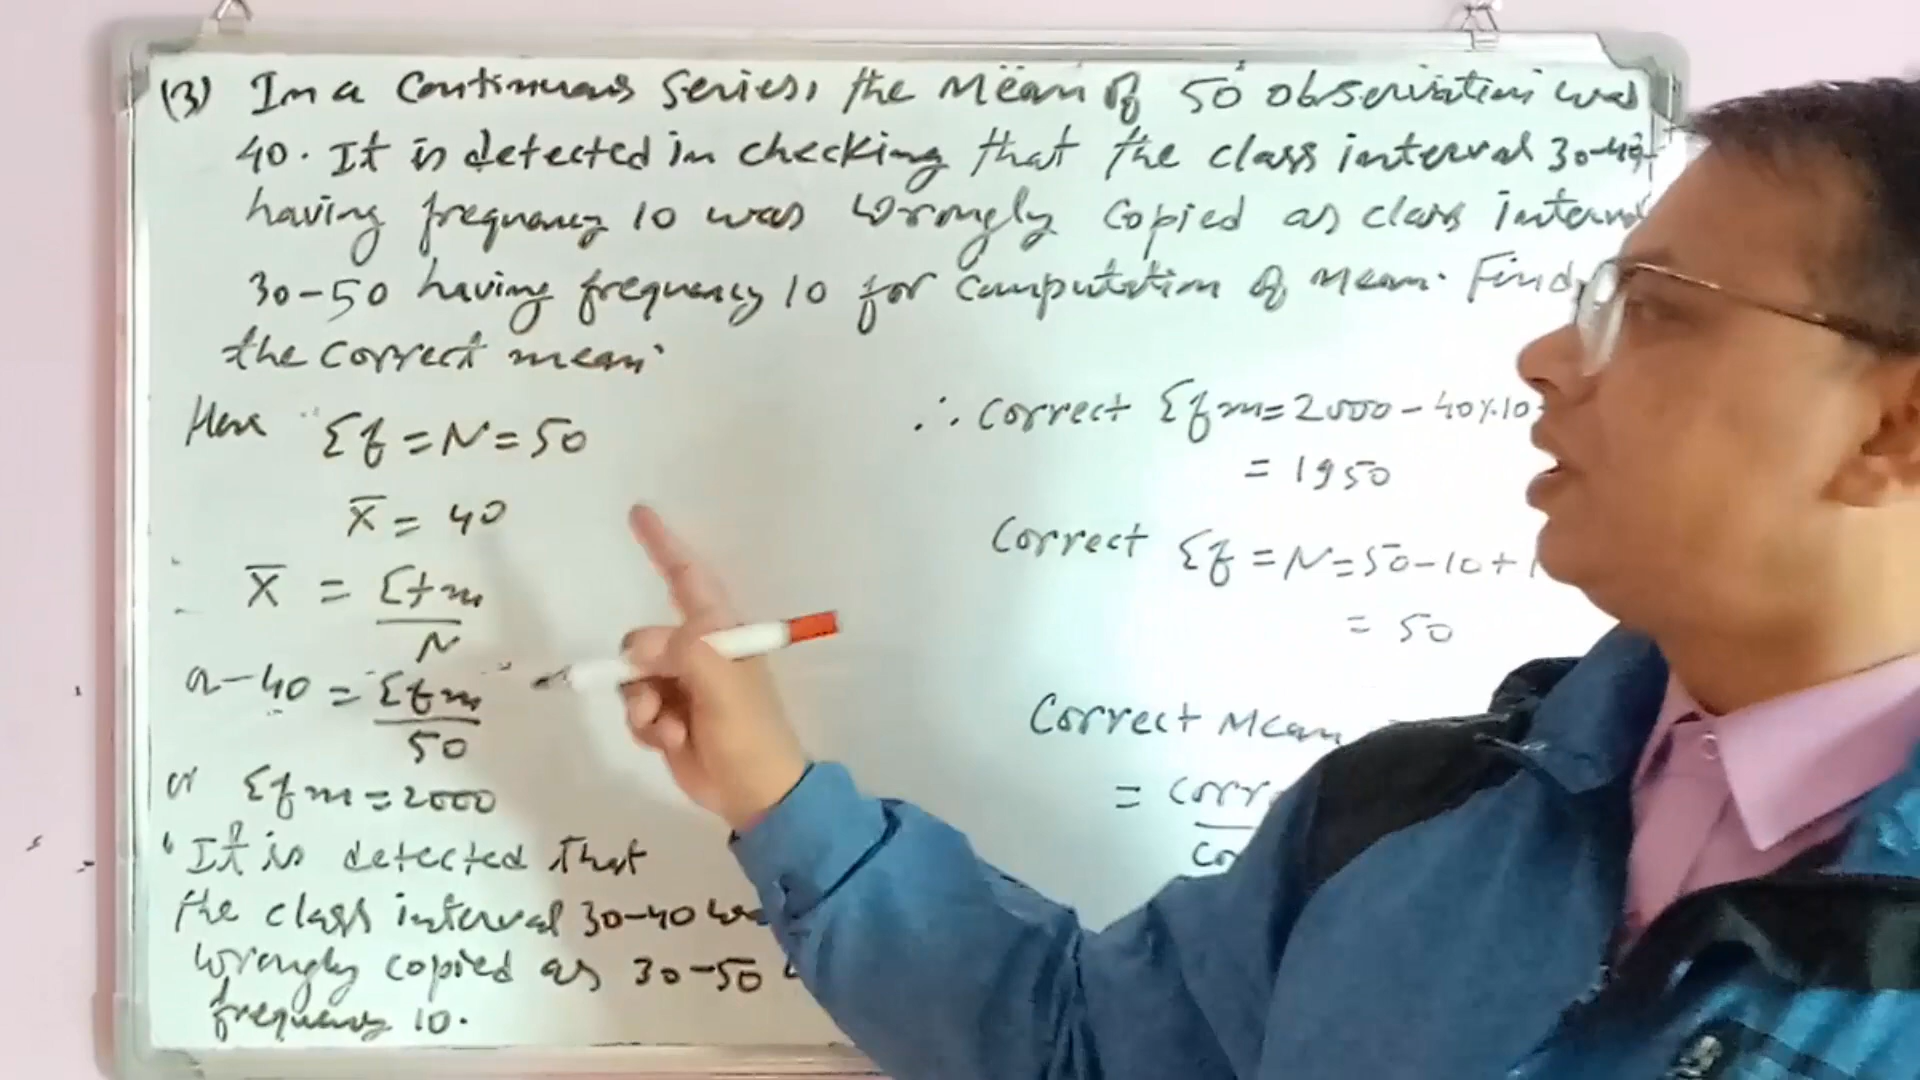 (3) In a Continuous Series, the Mean of 50 observation was
40. It is detected in checking that the class interval 30-40
having frequency 10 was wrongly copied as class interval
30-50 having frequency 10 for computation of Mean. Find
the correct mean.
Here Σf = N = 50
X̄ = 40
X̄ = Σfm
N
or 40 = Σfm
50
or Σfm = 2000
It is detected that
the class interval 30-40
wrongly copied as 30-50
frequency 10.
∴ Correct Σfm = 2000 - 40×10
= 1950
Correct Σf = N = 50 - 10 +
= 50
Correct Mean
=